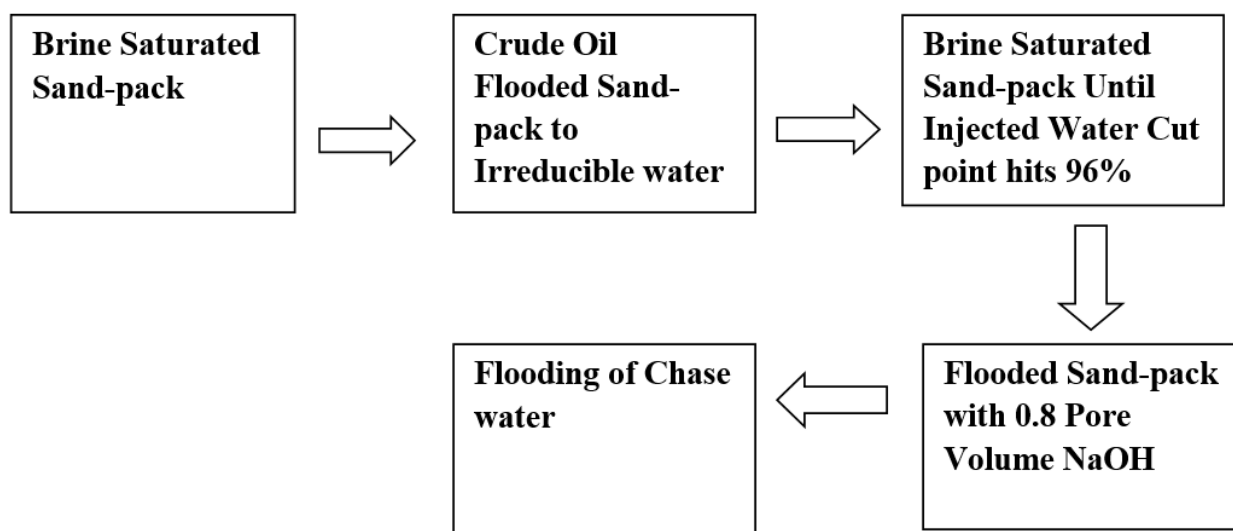 Brine Saturated
Sand-pack
Crude Oil
Flooded Sand-
pack to
Irreducible water
Brine Saturated
Sand-pack Until
Injected Water Cut
point hits 96%
Flooded Sand-pack
with 0.8 Pore
Volume NaOH
Flooding of Chase
water